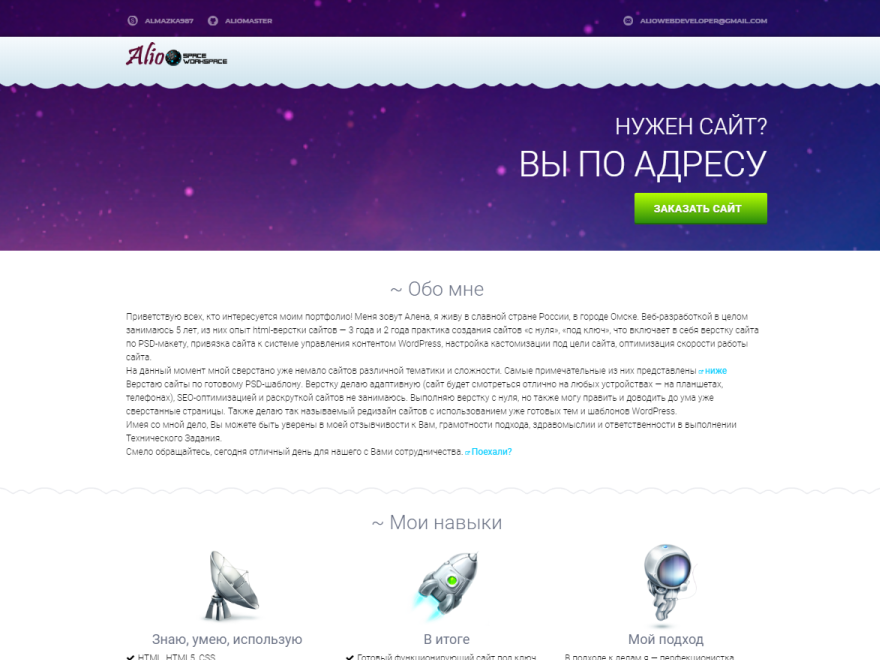 ALMAZKA987 ALIOMASTER ALIOWEBDEVELOPER@GMAIL.COM
Alio SPACE WORKSPACE
НУЖЕН САЙТ?
ВЫ ПО АДРЕСУ
ЗАКАЗАТЬ САЙТ
~ Обо мне
Приветствую всех, кто интересуется моим портфолио! Меня зовут Алена, я живу в славной стране России, в городе Омске. Веб-разработкой в целом
занимаюсь 5 лет, из них опыт html-верстки сайтов — 3 года и 2 года практика создания сайтов «с нуля», «под ключ», что включает в себя верстку сайта
по PSD-макету, привязка сайта к системе управления контентом WordPress, настройка кастомизации под цели сайта, оптимизация скорости работы
сайта.
На данный момент мной сверстано уже немало сайтов различной тематики и сложности. Самые примечательные из них представлены ниже
Верстаю сайты по готовому PSD-шаблону. Верстку делаю адаптивную (сайт будет смотреться отлично на любых устройствах — на планшетах,
телефонах), SEO-оптимизацией и раскруткой сайтов не занимаюсь. Выполняю верстку с нуля, но также могу править и доводить до ума уже
сверстанные страницы. Также делаю так называемый редизайн сайтов с использованием уже готовых тем и шаблонов WordPress.
Имея со мной дело, Вы можете быть уверены в моей отзывчивости к Вам, грамотности подхода, здравомыслии и ответственности в выполнении
Технического Задания.
Смело обращайтесь, сегодня отличный день для нашего с Вами сотрудничества. Поехали?
~ Мои навыки
Знаю, умею, использую В итоге Мой подход
HTML, HTML5, CSS Готовый функционирующий сайт под ключ В подходе к делам я — перфекционистка